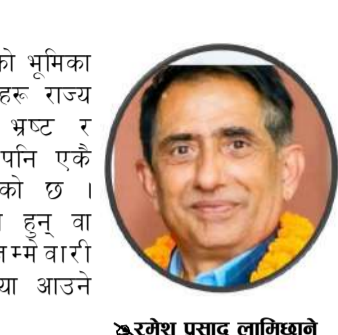 को भूमिका
हरू राज्य
भ्रष्ट र
पनि एकै
को छ ।
हुन् वा
जिम्मेवारी
या आउने
रमेश प्रसाद लामिछाने